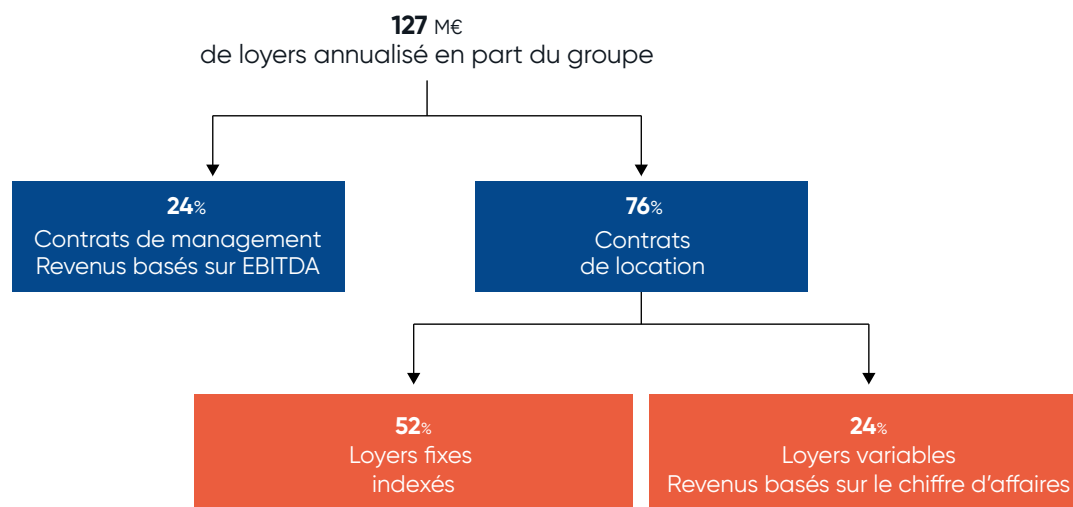 127 M€
de loyers annualisé en part du groupe
24%
Contrats de management
Revenus basés sur EBITDA
76%
Contrats
de location
52%
Loyers fixes
indexés
24%
Loyers variables
Revenus basés sur le chiffre d'affaires